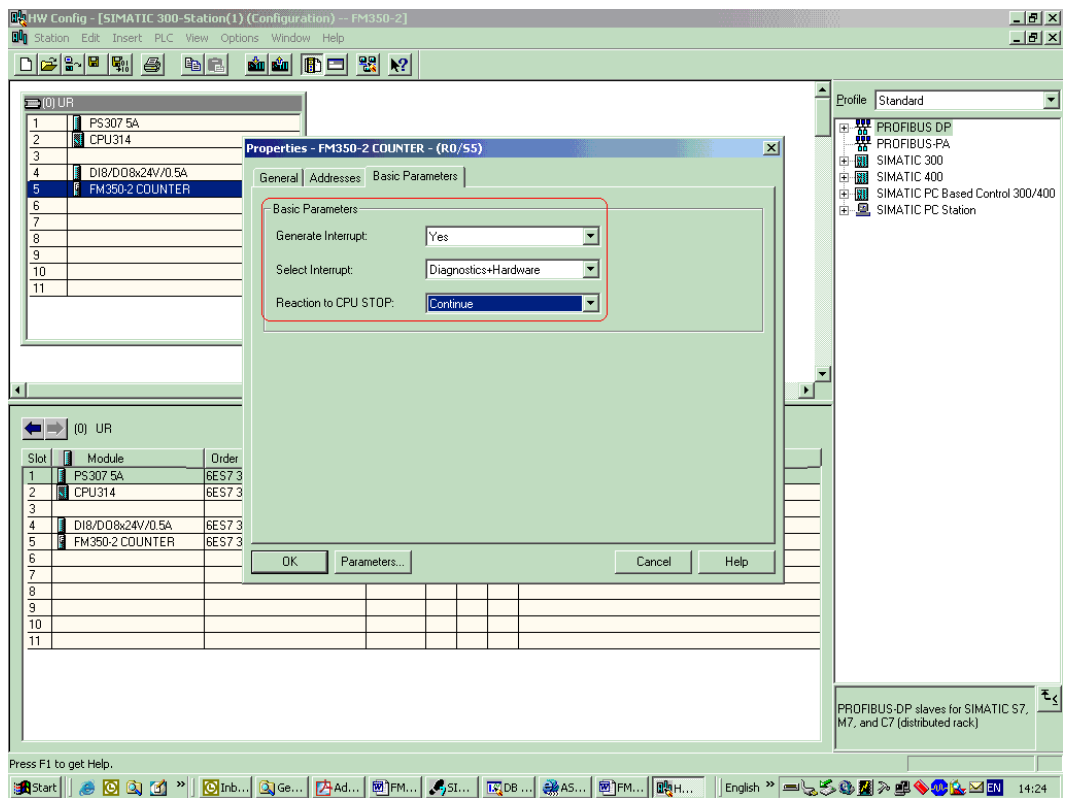 HW Config - [SIMATIC 300-Station(1) (Configuration) -- FM350-2]
Station Edit Insert PLC View Options Window Help
(0) UR
1 PS307 5A
2 CPU314
3
4 DI8/DO8x24V/0.5A
5 FM350-2 COUNTER
6
7
8
9
10
11
Properties - FM350-2 COUNTER - (R0/S5)
General Addresses Basic Parameters
Basic Parameters
Generate Interrupt: Yes
Select Interrupt: Diagnostics+Hardware
Reaction to CPU STOP: Continue
OK Parameters... Cancel Help
Profile Standard
PROFIBUS DP
PROFIBUS-PA
SIMATIC 300
SIMATIC 400
SIMATIC PC Based Control 300/400
SIMATIC PC Station
(0) UR
Slot Module Order
1 PS307 5A 6ES7 3
2 CPU314 6ES7 3
3
4 DI8/DO8x24V/0.5A 6ES7 3
5 FM350-2 COUNTER 6ES7 3
6
7
8
9
10
11
PROFIBUS-DP slaves for SIMATIC S7,
M7, and C7 (distributed rack)
Press F1 to get Help.
Start » Inb... Ge... Ad... FM... SI... DB ... AS... FM... H... English » EN 14:24